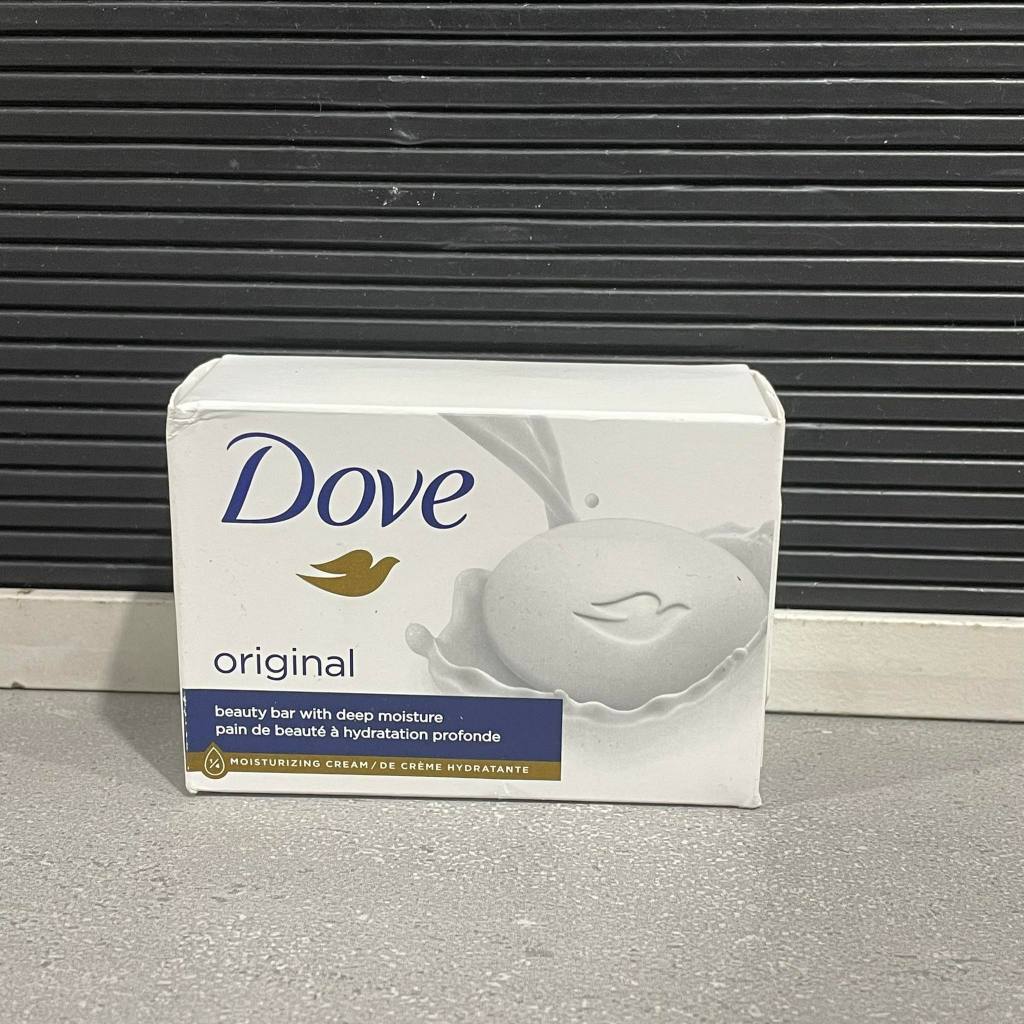 Dove
original
beauty bar with deep moisture
pain de beauté à hydratation profonde
¼ MOISTURIZING CREAM / DE CRÈME HYDRATANTE